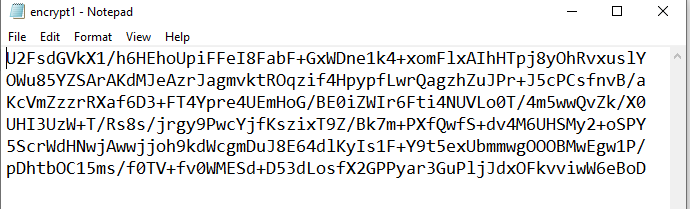 encrypt1 - Notepad
File Edit Format View Help
U2FsdGVkX1/h6HEhoUpiFFeI8FabF+GxWDne1k4+xomFlxAIhHTpj8yOhRvxuslY
OWu85YZSArAKdMJeAzrJagmvktROqzif4HpypfLwrQagzhZuJPr+J5cPCsfnvB/a
KcVmZzzrRXaf6D3+FT4Ypre4UEmHoG/BE0iZWIr6Fti4NUVLo0T/4m5wwQvZk/X0
UHI3UzW+T/Rs8s/jrgy9PwcYjfKszixT9Z/Bk7m+PXfQwfS+dv4M6UHSMy2+oSPY
5ScrWdHNwjAwwjjoh9kdWcgmDuJ8E64dlKyIs1F+Y9t5exUbmmwgOOOBMwEgw1P/
pDhtbOC15ms/f0TV+fv0WMESd+D53dLosfX2GPPyar3GuPljJdxOFkvviwW6eBoD